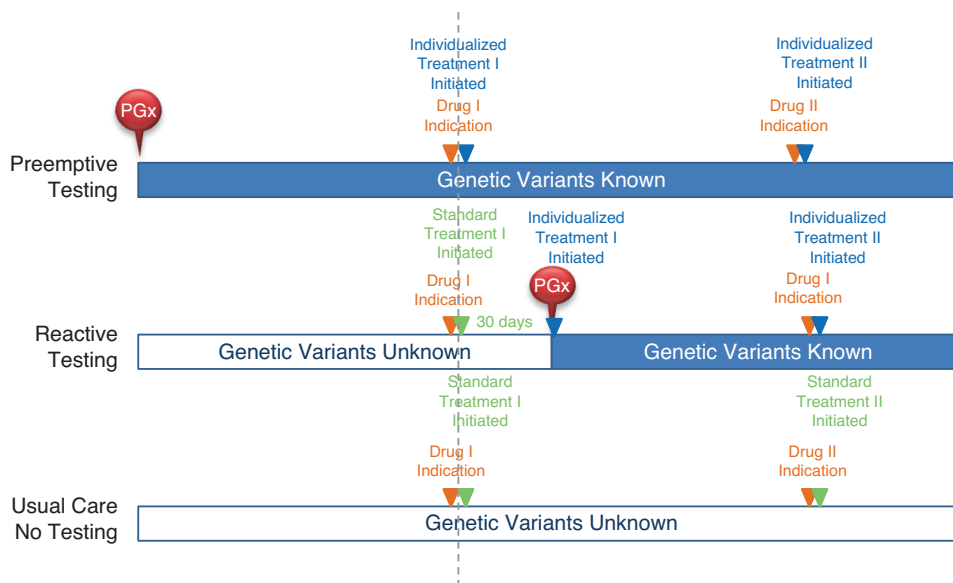 Individualized
Treatment I
Initiated
Individualized
Treatment II
Initiated
PGx
Drug I
Indication
Drug II
Indication
Preemptive
Testing
Genetic Variants Known
Standard
Treatment I
Initiated
Individualized
Treatment I
Initiated
Individualized
Treatment II
Initiated
Drug I
Indication
PGx
Drug I
Indication
30 days
Reactive
Testing
Genetic Variants Unknown
Genetic Variants Known
Standard
Treatment I
Initiated
Standard
Treatment II
Initiated
Drug I
Indication
Drug II
Indication
Usual Care
No Testing
Genetic Variants Unknown